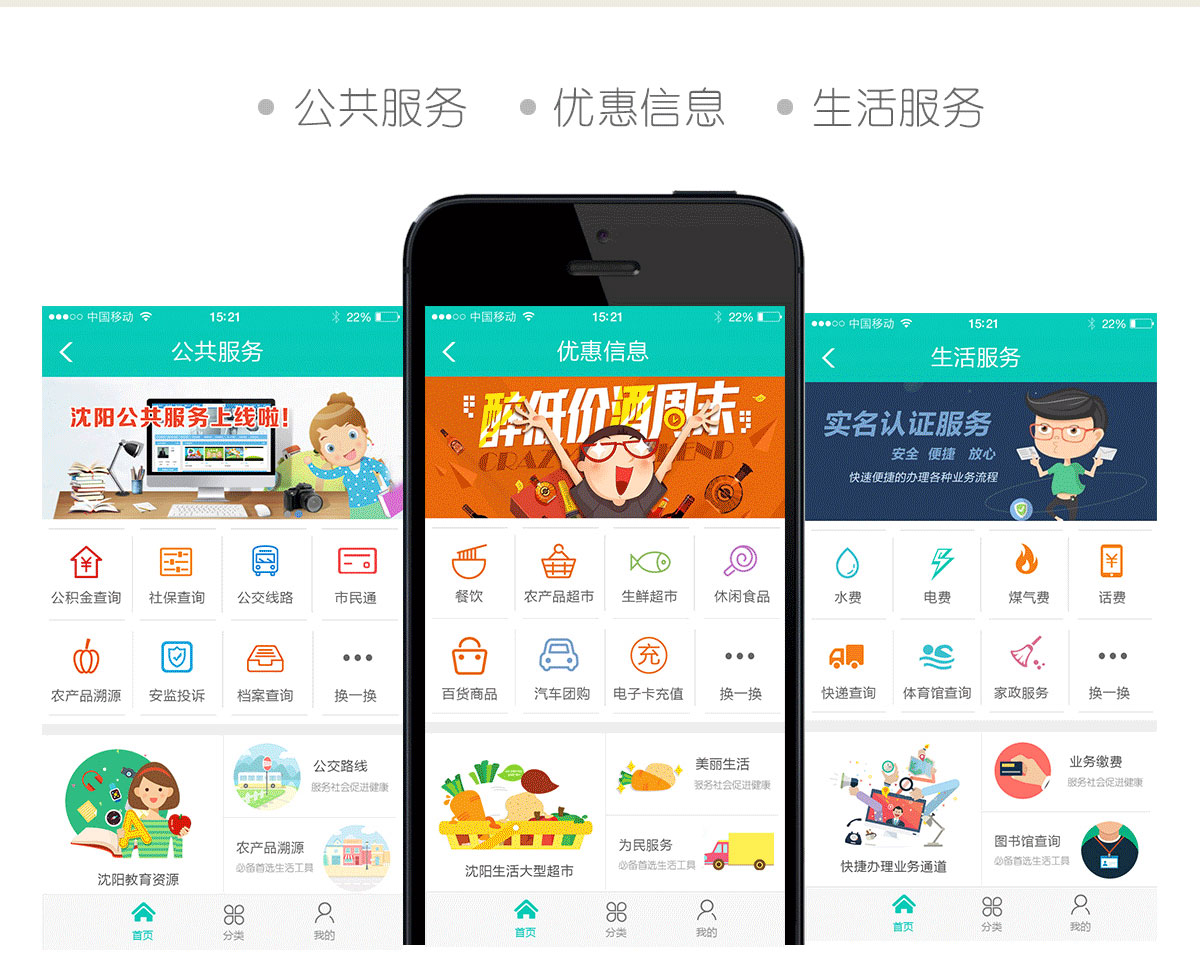 公共服务
优惠信息
生活服务
中国移动
15:21
22%
公共服务
沈阳公共服务上线啦!
公积金查询
社保查询
公交线路
市民通
农产品溯源
安监投诉
档案查询
换一换
沈阳教育资源
公交路线
服务社会促进健康
农产品溯源
必备首选生活工具
首页
分类
我的
中国移动
15:21
22%
优惠信息
醉低价酒周末
餐饮
农产品超市
生鲜超市
休闲食品
百货商品
汽车团购
充
电子卡充值
换一换
沈阳生活大型超市
美丽生活
服务社会促进健康
为民服务
必备首选生活工具
首页
分类
我的
中国移动
15:21
22%
生活服务
实名认证服务
安全 便捷 放心
快速便捷的办理各种业务流程
水费
电费
煤气费
话费
快递查询
体育馆查询
家政服务
换一换
快捷办理业务通道
业务缴费
服务社会促进健康
图书馆查询
必备首选生活工具
首页
分类
我的